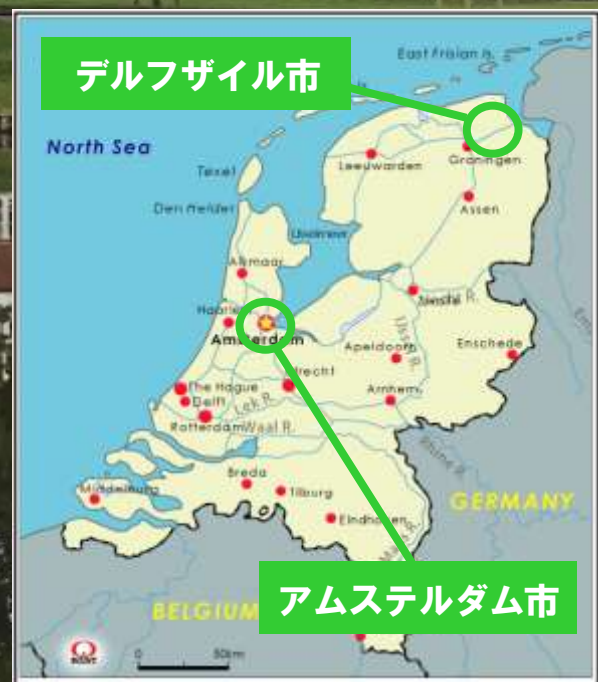 East Frisian Is.
デルフザイル市
North Sea
Groningen
Leeuwarden
Texel
Assen
Den Helder
Alkmaar
Haarlem
Amsterdam
Apeldoorn
Enschede
Utrecht
The Hague
Arnhem
Delft
Lek R.
Rotterdam
Waal R.
Rhine R.
Breda
Middelburg
Tilburg
GERMANY
Eindhoven
アムステルダム市
BELGIUM
0
50km